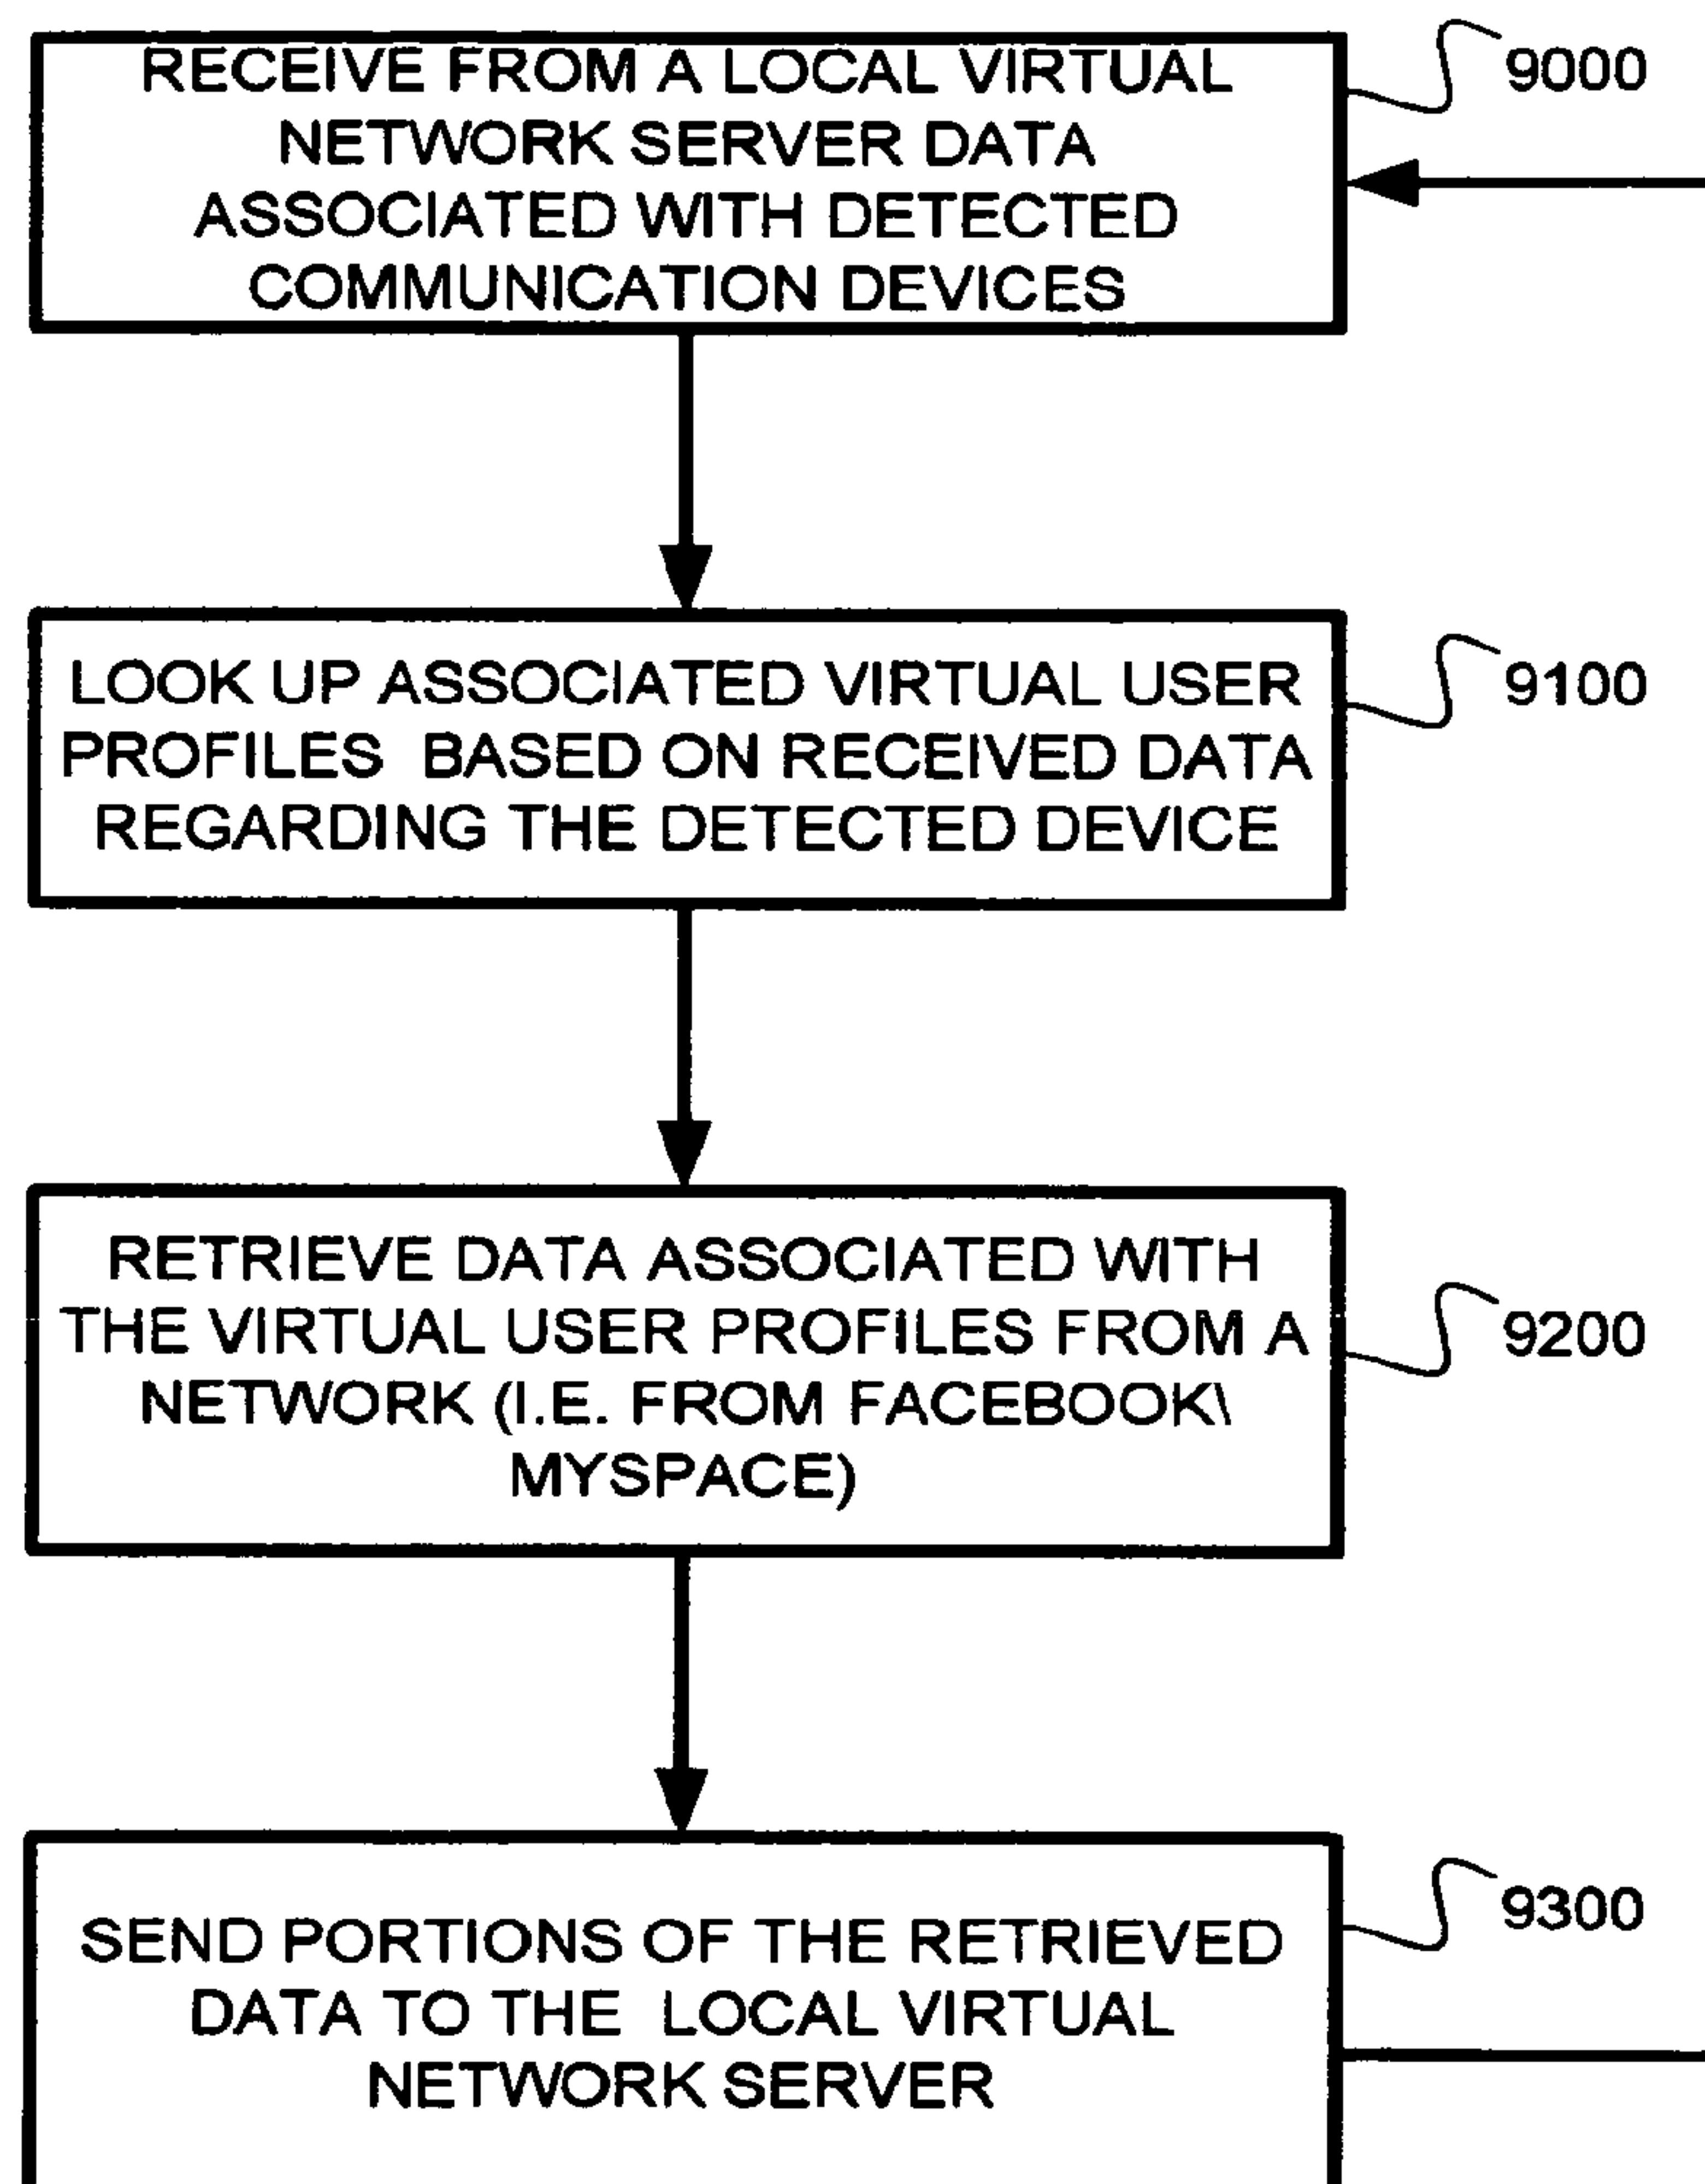 RECEIVE FROM A LOCAL VIRTUAL
NETWORK SERVER DATA
ASSOCIATED WITH DETECTED
COMMUNICATION DEVICES
9000
LOOK UP ASSOCIATED VIRTUAL USER
PROFILES BASED ON RECEIVED DATA
REGARDING THE DETECTED DEVICE
9100
RETRIEVE DATA ASSOCIATED WITH
THE VIRTUAL USER PROFILES FROM A
NETWORK (I.E. FROM FACEBOOK\
MYSPACE)
9200
SEND PORTIONS OF THE RETRIEVED
DATA TO THE LOCAL VIRTUAL
NETWORK SERVER
9300